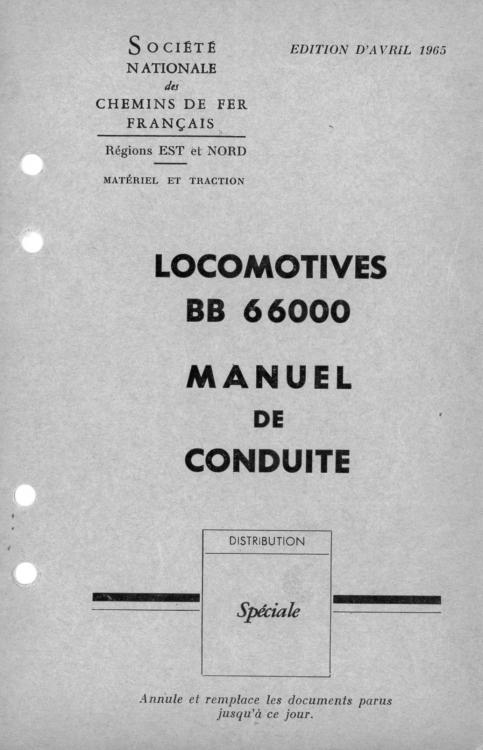 SOCIÉTÉ
NATIONALE
des
CHEMINS DE FER
FRANÇAIS
Régions EST et NORD
MATÉRIEL ET TRACTION
EDITION D'AVRIL 1965
LOCOMOTIVES
BB 66000
MANUEL
DE
CONDUITE
DISTRIBUTION
Spéciale
Annule et remplace les documents parus
jusqu'à ce jour.